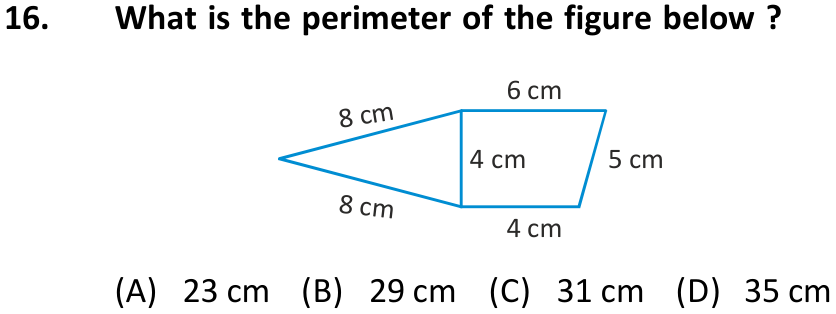 16. What is the perimeter of the figure below ?
6 cm
8 cm
4 cm 5 cm
8 cm
4 cm
(A) 23 cm (B) 29 cm (C) 31 cm (D) 35 cm